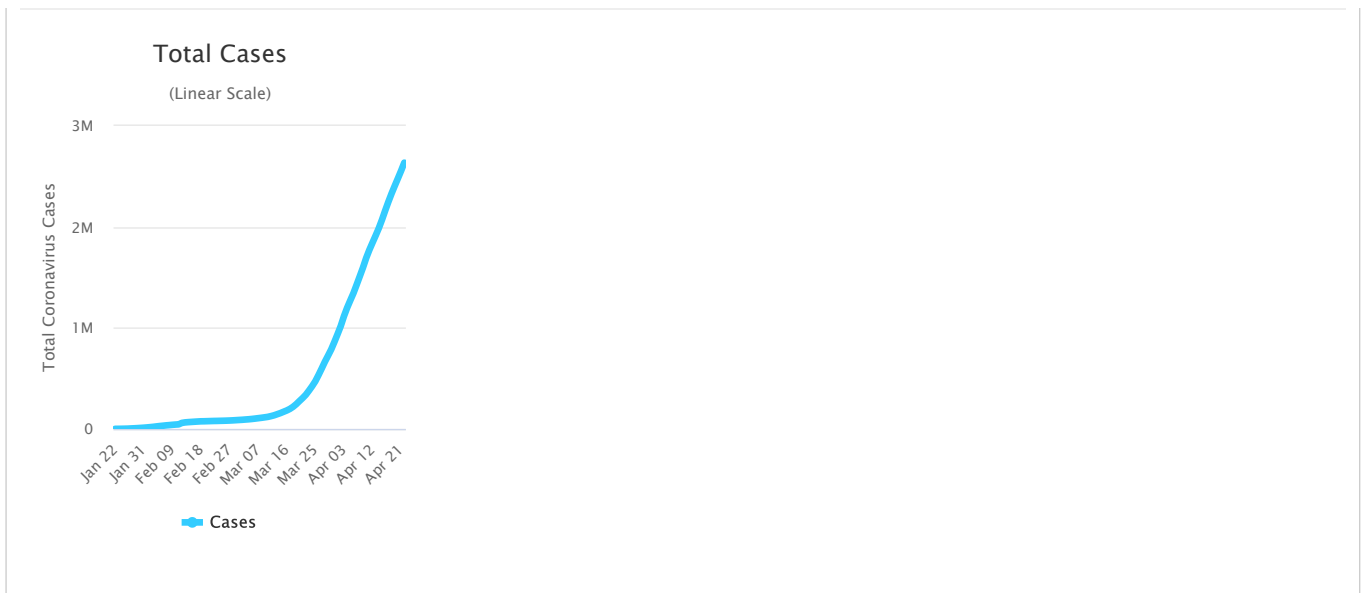 Total Cases
(Linear Scale)
Total Coronavirus Cases
3M
2M
1M
0
Jan 22
Jan 31
Feb 09
Feb 18
Feb 27
Mar 07
Mar 16
Mar 25
Apr 03
Apr 12
Apr 21
Cases